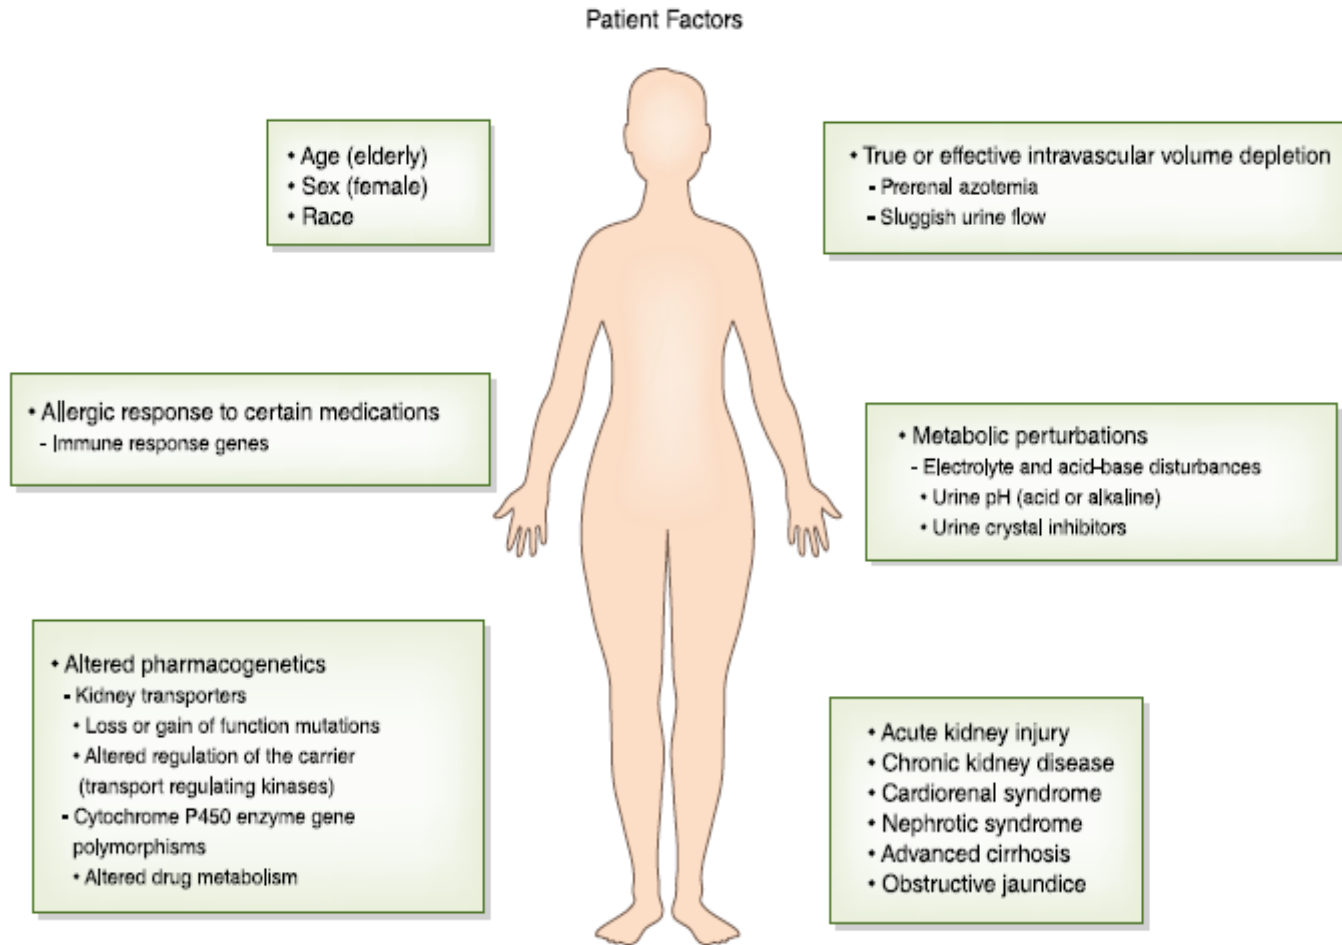 Patient Factors
• Age (elderly)
• Sex (female)
• Race
• True or effective intravascular volume depletion
- Prerenal azotemia
- Sluggish urine flow
• Allergic response to certain medications
- Immune response genes
• Metabolic perturbations
- Electrolyte and acid–base disturbances
• Urine pH (acid or alkaline)
• Urine crystal inhibitors
• Altered pharmacogenetics
- Kidney transporters
• Loss or gain of function mutations
• Altered regulation of the carrier
(transport regulating kinases)
- Cytochrome P450 enzyme gene
polymorphisms
• Altered drug metabolism
• Acute kidney injury
• Chronic kidney disease
• Cardiorenal syndrome
• Nephrotic syndrome
• Advanced cirrhosis
• Obstructive jaundice